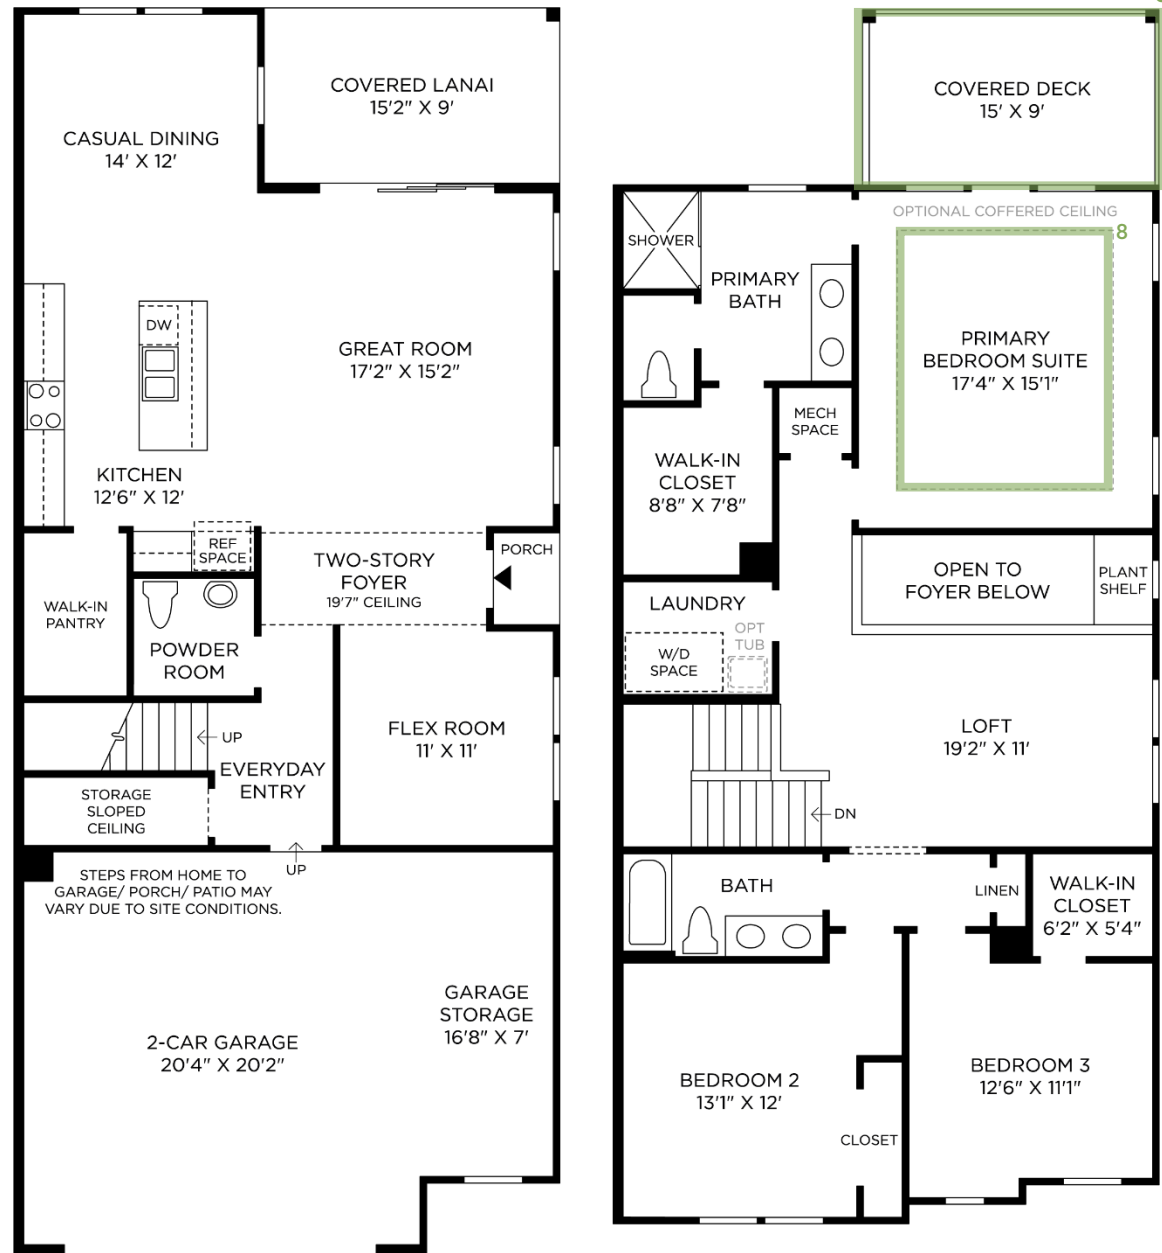 COVERED LANAI
15'2" X 9'
CASUAL DINING
14' X 12'
DW
GREAT ROOM
17'2" X 15'2"
KITCHEN
12'6" X 12'
REF
SPACE
TWO-STORY
FOYER
19'7" CEILING
PORCH
WALK-IN
PANTRY
POWDER
ROOM
FLEX ROOM
11' X 11'
UP
EVERYDAY
ENTRY
STORAGE
SLOPED
CEILING
UP
STEPS FROM HOME TO
GARAGE/ PORCH/ PATIO MAY
VARY DUE TO SITE CONDITIONS.
GARAGE
STORAGE
16'8" X 7'
2-CAR GARAGE
20'4" X 20'2"
COVERED DECK
15' X 9'
OPTIONAL COFFERED CEILING
8
SHOWER
PRIMARY
BATH
PRIMARY
BEDROOM SUITE
17'4" X 15'1"
MECH
SPACE
WALK-IN
CLOSET
8'8" X 7'8"
OPEN TO
FOYER BELOW
PLANT
SHELF
LAUNDRY
OPT
TUB
W/D
SPACE
LOFT
19'2" X 11'
DN
BATH
LINEN
WALK-IN
CLOSET
6'2" X 5'4"
BEDROOM 2
13'1" X 12'
BEDROOM 3
12'6" X 11'1"
CLOSET